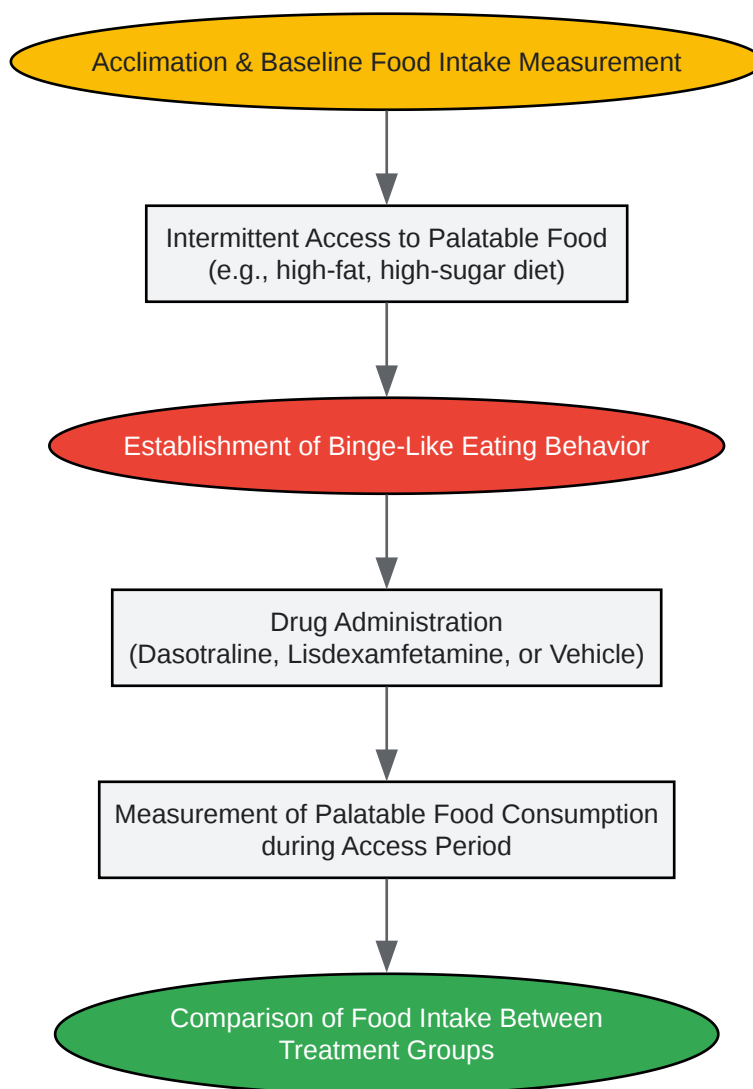 Acclimation & Baseline Food Intake Measurement
Intermittent Access to Palatable Food
(e.g., high-fat, high-sugar diet)
Establishment of Binge-Like Eating Behavior
Drug Administration
(Dasotraline, Lisdexamfetamine, or Vehicle)
Measurement of Palatable Food Consumption
during Access Period
Comparison of Food Intake Between
Treatment Groups